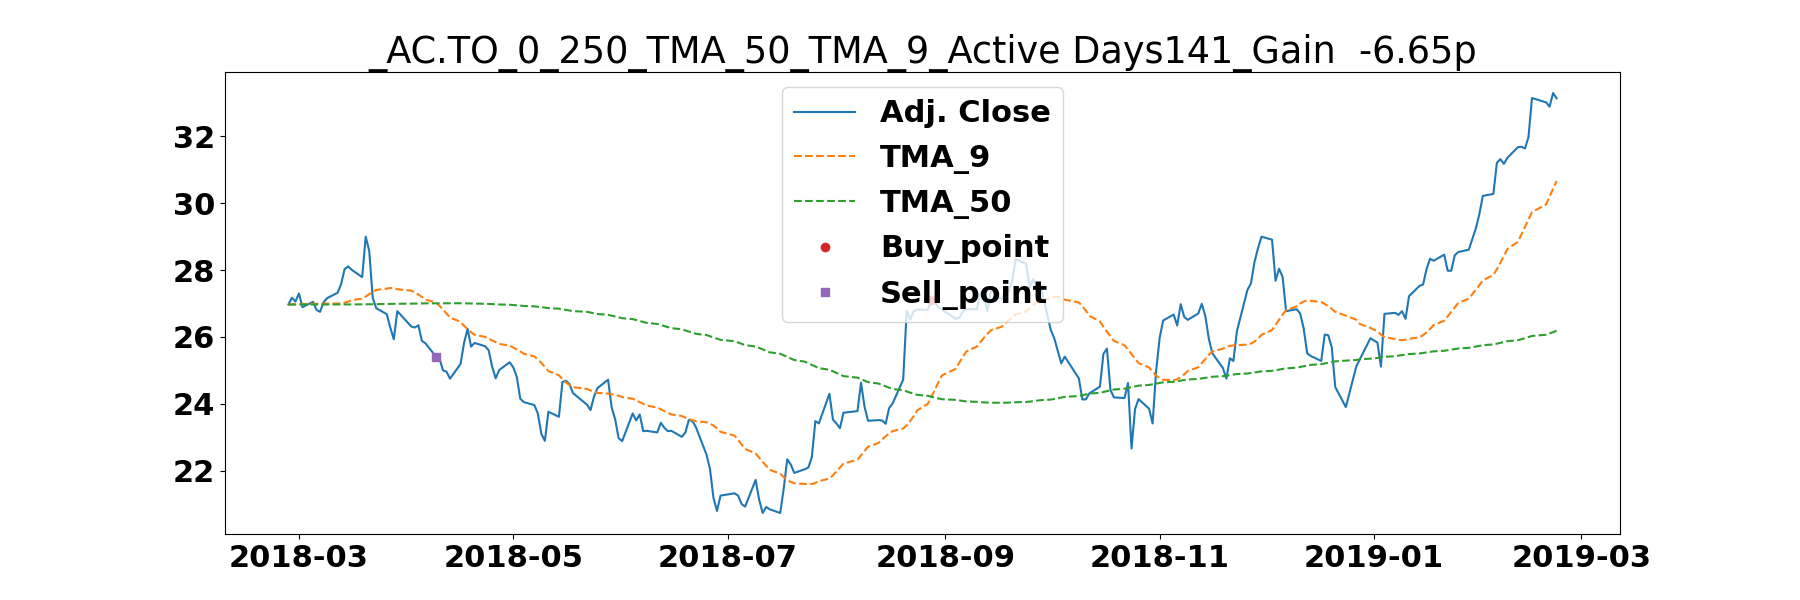 _AC.TO_0_250_TMA_50_TMA_9_Active Days141_Gain  -6.65p
Adj. Close
TMA_9
TMA_50
Buy_point
Sell_point
32
30
28
26
24
22
2018-03
2018-05
2018-07
2018-09
2018-11
2019-01
2019-03